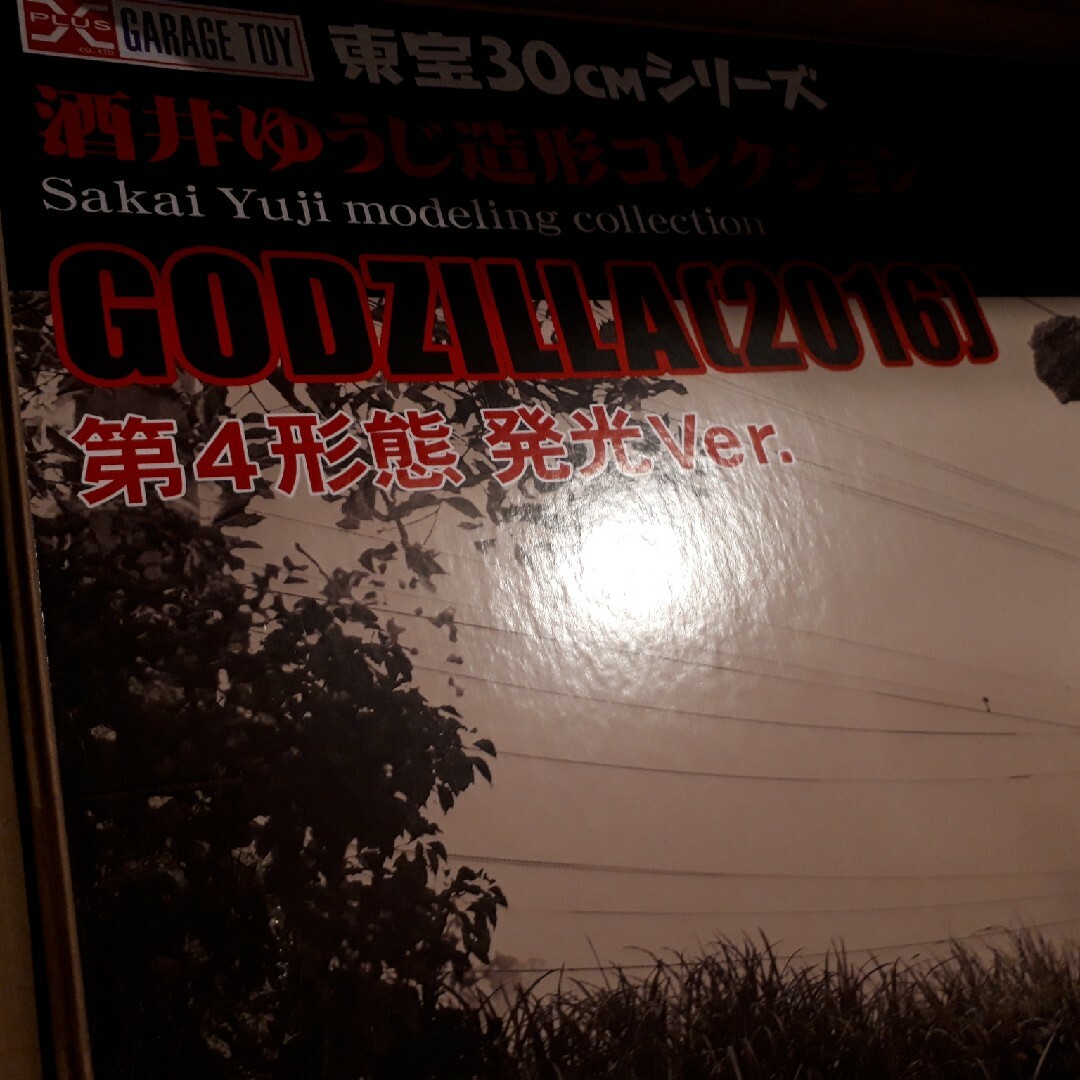 X PLUS CO., LTD. GARAGE TOY
東宝30CMシリーズ
酒井ゆうじ造形コレクション
Sakai Yuji modeling collection
GODZILLA(2016)
第4形態 発光Ver.